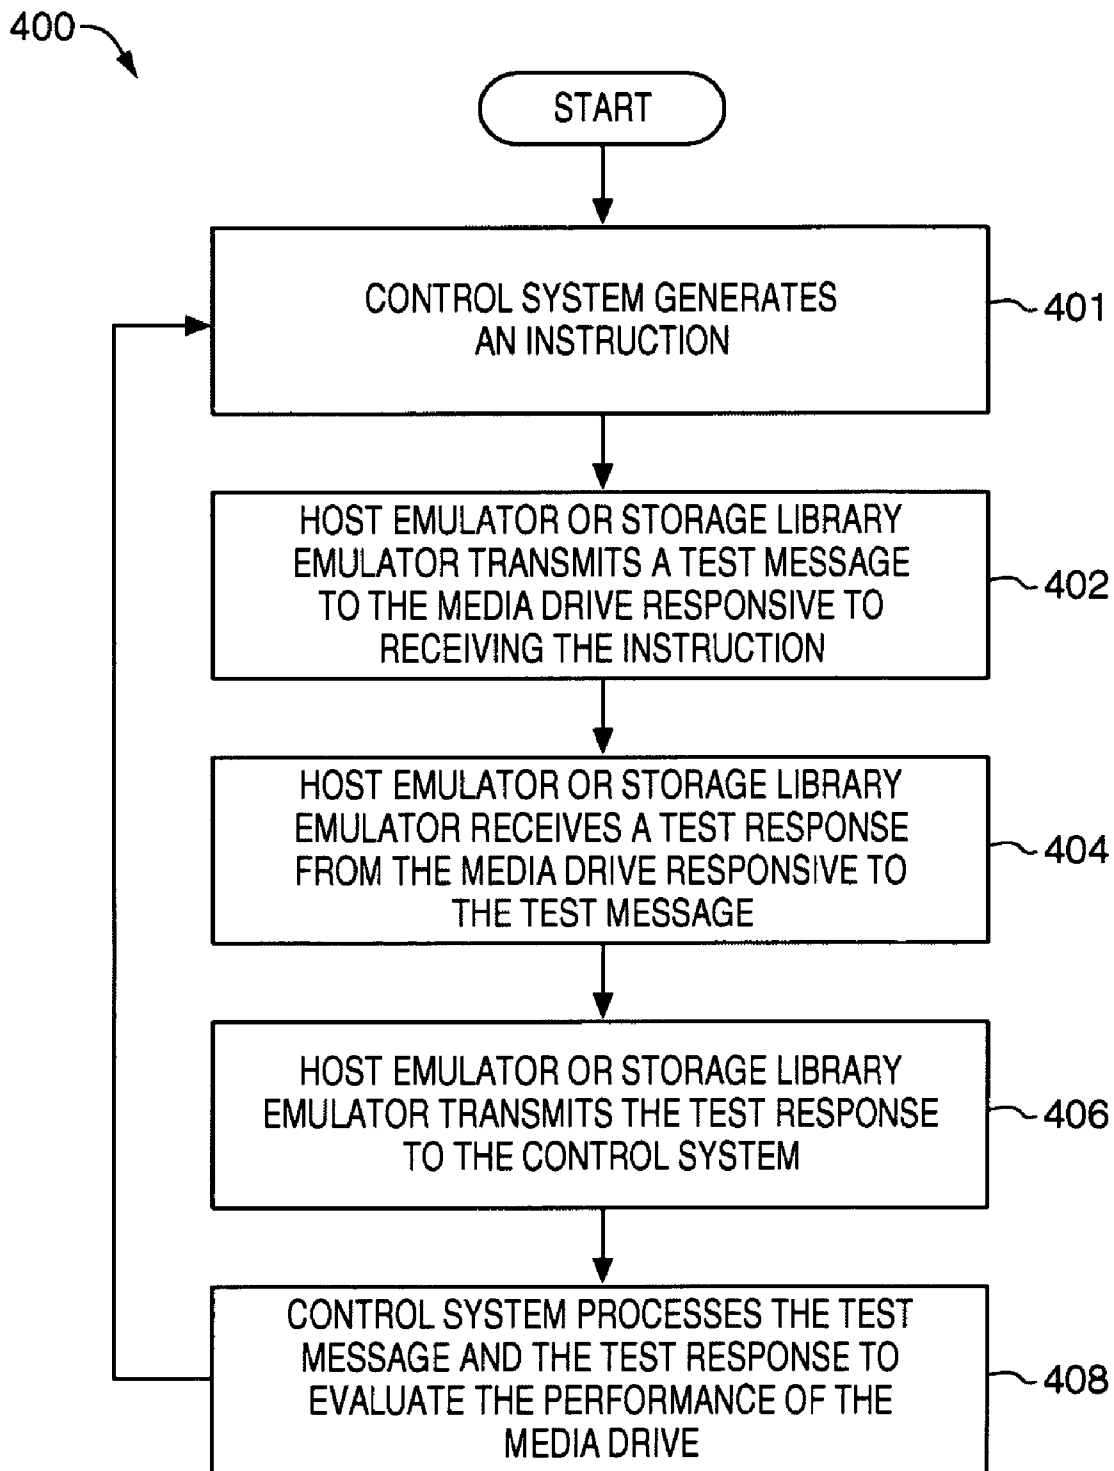 400
START
CONTROL SYSTEM GENERATES
AN INSTRUCTION
401
HOST EMULATOR OR STORAGE LIBRARY
EMULATOR TRANSMITS A TEST MESSAGE
TO THE MEDIA DRIVE RESPONSIVE TO
RECEIVING THE INSTRUCTION
402
HOST EMULATOR OR STORAGE LIBRARY
EMULATOR RECEIVES A TEST RESPONSE
FROM THE MEDIA DRIVE RESPONSIVE TO
THE TEST MESSAGE
404
HOST EMULATOR OR STORAGE LIBRARY
EMULATOR TRANSMITS THE TEST RESPONSE
TO THE CONTROL SYSTEM
406
CONTROL SYSTEM PROCESSES THE TEST
MESSAGE AND THE TEST RESPONSE TO
EVALUATE THE PERFORMANCE OF THE
MEDIA DRIVE
408